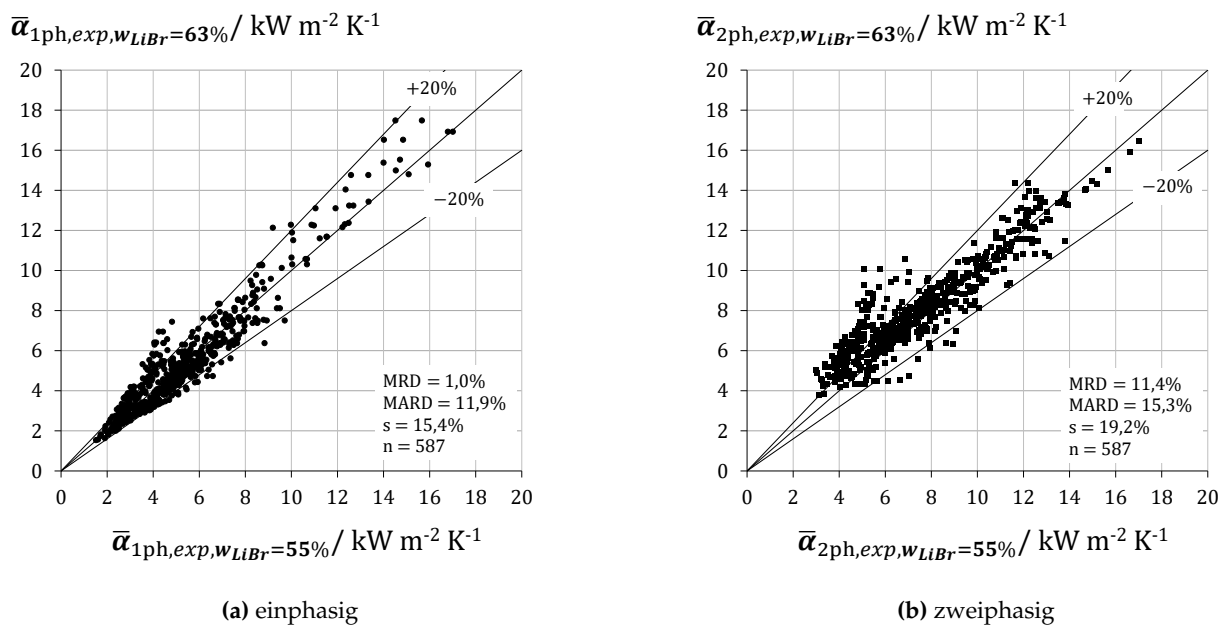 α̅1ph,exp,wLiBr=63% / kW m-2 K-1
20
18
16
14
12
10
8
6
4
2
0
+20%
−20%
MRD = 1,0%
MARD = 11,9%
s = 15,4%
n = 587
0 2 4 6 8 10 12 14 16 18 20
α̅1ph,exp,wLiBr=55% / kW m-2 K-1
(a) einphasig
α̅2ph,exp,wLiBr=63% / kW m-2 K-1
20
18
16
14
12
10
8
6
4
2
0
+20%
−20%
MRD = 11,4%
MARD = 15,3%
s = 19,2%
n = 587
0 2 4 6 8 10 12 14 16 18 20
α̅2ph,exp,wLiBr=55% / kW m-2 K-1
(b) zweiphasig